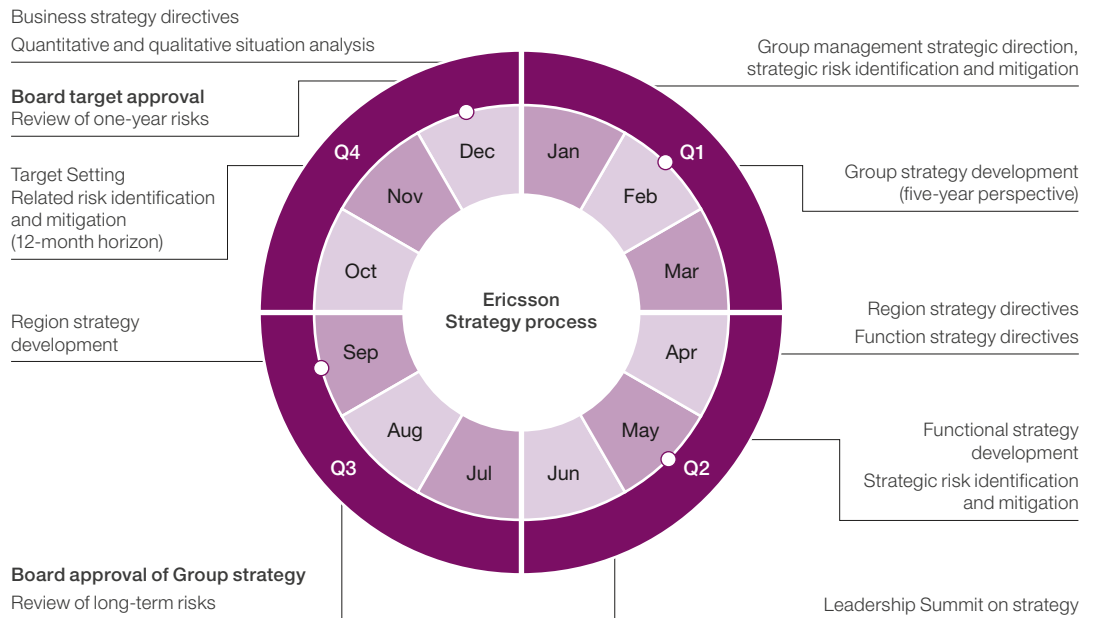 Business strategy directives
Quantitative and qualitative situation analysis
Board target approval
Review of one-year risks
Target Setting
Related risk identification
and mitigation
(12-month horizon)
Region strategy
development
Board approval of Group strategy
Review of long-term risks
Q4
Q1
Dec
Jan
Nov
Feb
Oct
Mar
Ericsson
Strategy process
Sep
Apr
Aug
May
Jul
Jun
Q3
Q2
Group management strategic direction,
strategic risk identification and mitigation
Group strategy development
(five-year perspective)
Region strategy directives
Function strategy directives
Functional strategy
development
Strategic risk identification
and mitigation
Leadership Summit on strategy